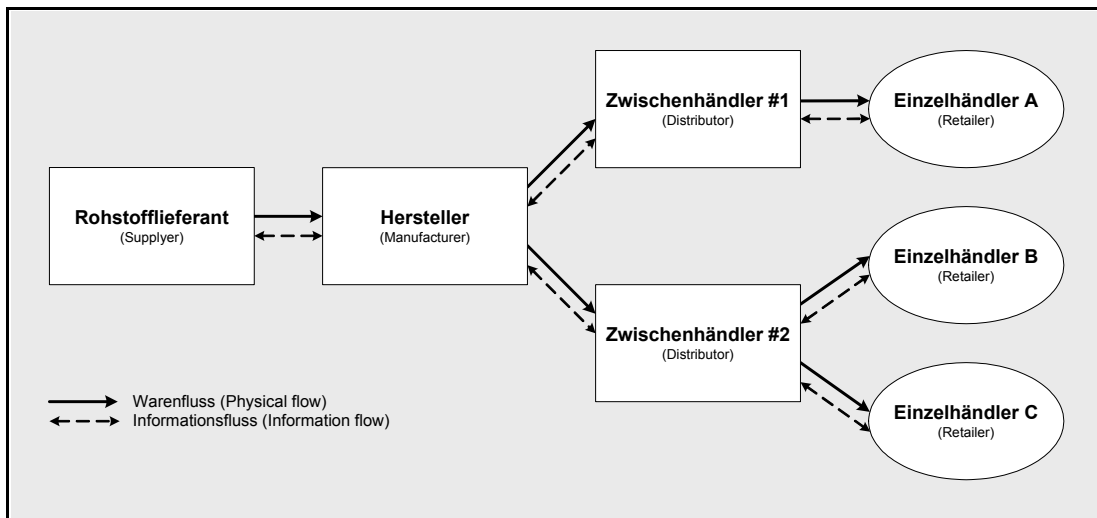 Zwischenhändler #1
(Distributor)
Einzelhändler A
(Retailer)
Rohstofflieferant
(Supplyer)
Hersteller
(Manufacturer)
Einzelhändler B
(Retailer)
Zwischenhändler #2
(Distributor)
Einzelhändler C
(Retailer)
Warenfluss (Physical flow)
Informationsfluss (Information flow)